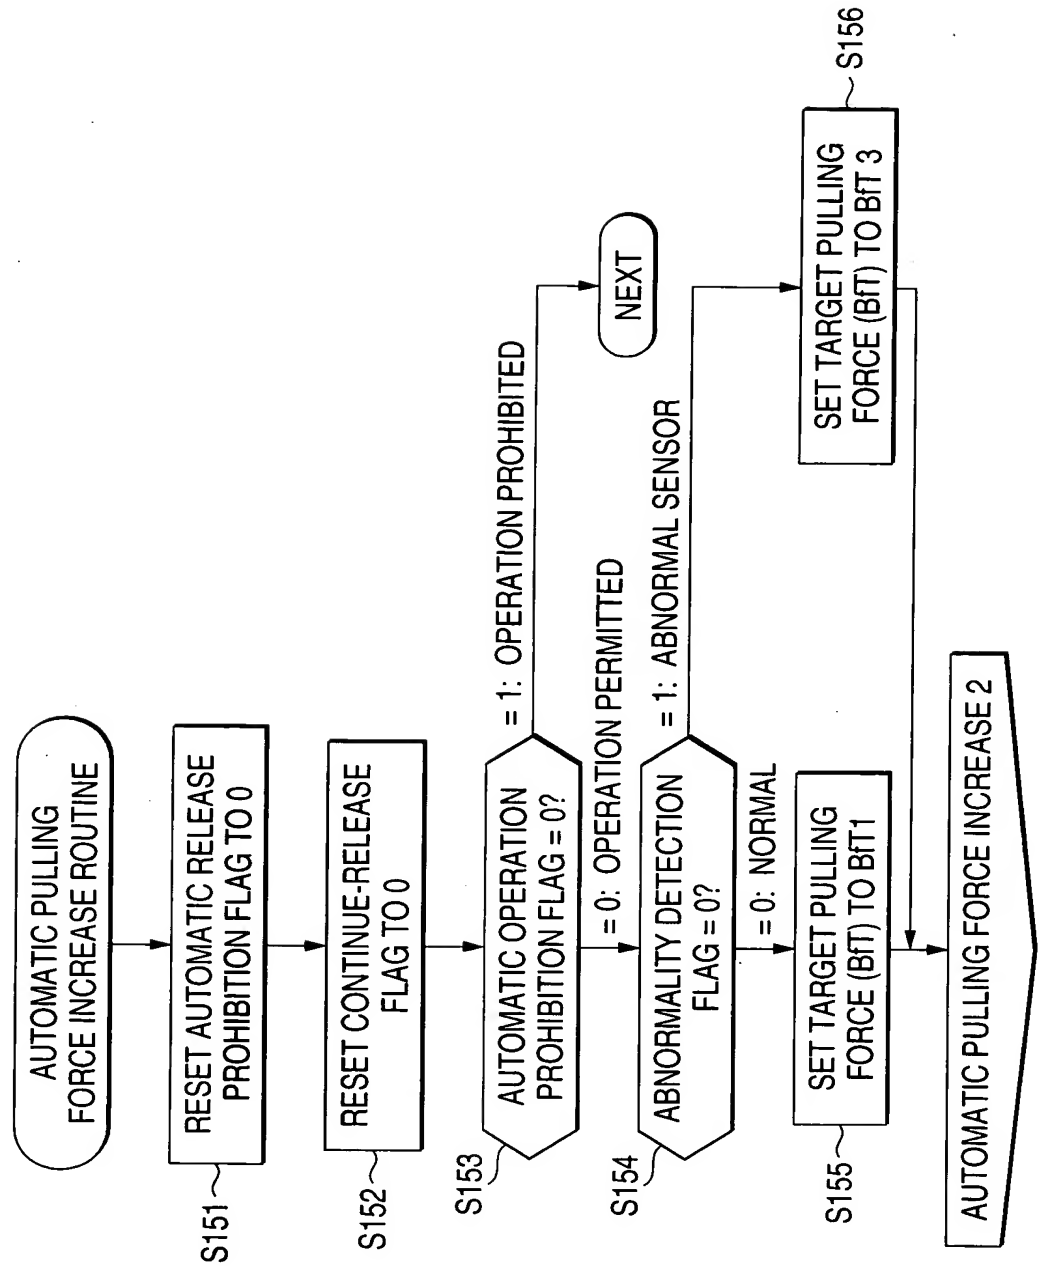 AUTOMATIC PULLING
FORCE INCREASE ROUTINE
RESET AUTOMATIC RELEASE
PROHIBITION FLAG TO 0
S151
RESET CONTINUE-RELEASE
FLAG TO 0
S152
AUTOMATIC OPERATION
PROHIBITION FLAG = 0?
S153
= 1: OPERATION PROHIBITED
NEXT
= 0: OPERATION PERMITTED
ABNORMALITY DETECTION
FLAG = 0?
S154
= 1: ABNORMAL SENSOR
= 0: NORMAL
SET TARGET PULLING
FORCE (BfT) TO BfT1
S155
SET TARGET PULLING
FORCE (BfT) TO BfT 3
S156
AUTOMATIC PULLING FORCE INCREASE 2